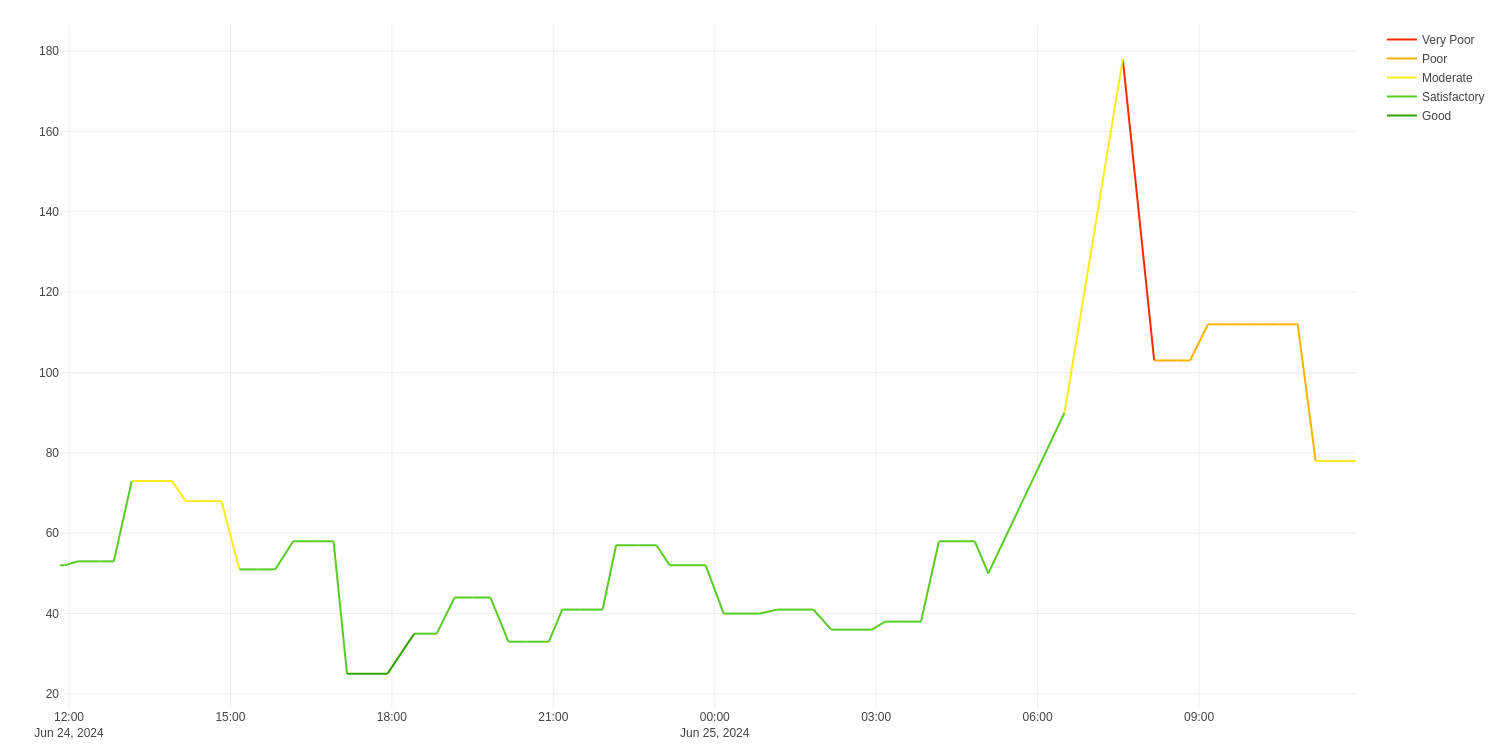 180
160
140
120
100
80
60
40
20
12:00
Jun 24, 2024
15:00
18:00
21:00
00:00
Jun 25, 2024
03:00
06:00
09:00
Very Poor
Poor
Moderate
Satisfactory
Good